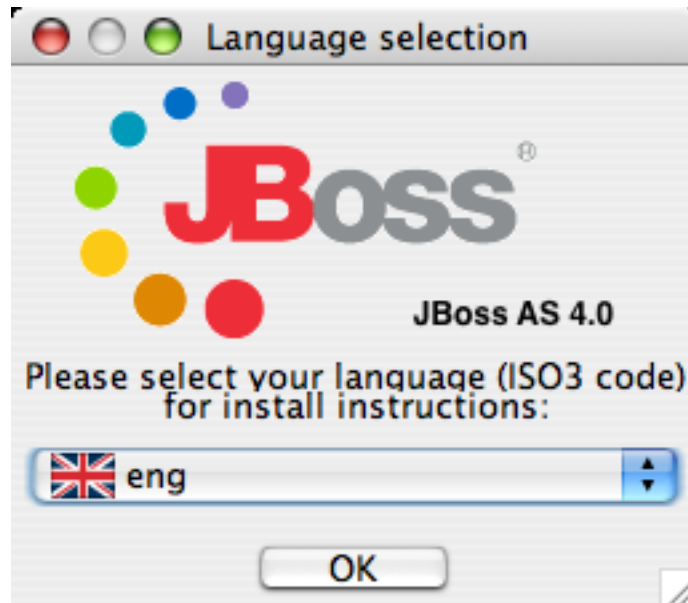 Language selection
JBoss®
JBoss AS 4.0
Please select your language (ISO3 code)
for install instructions:
eng
OK